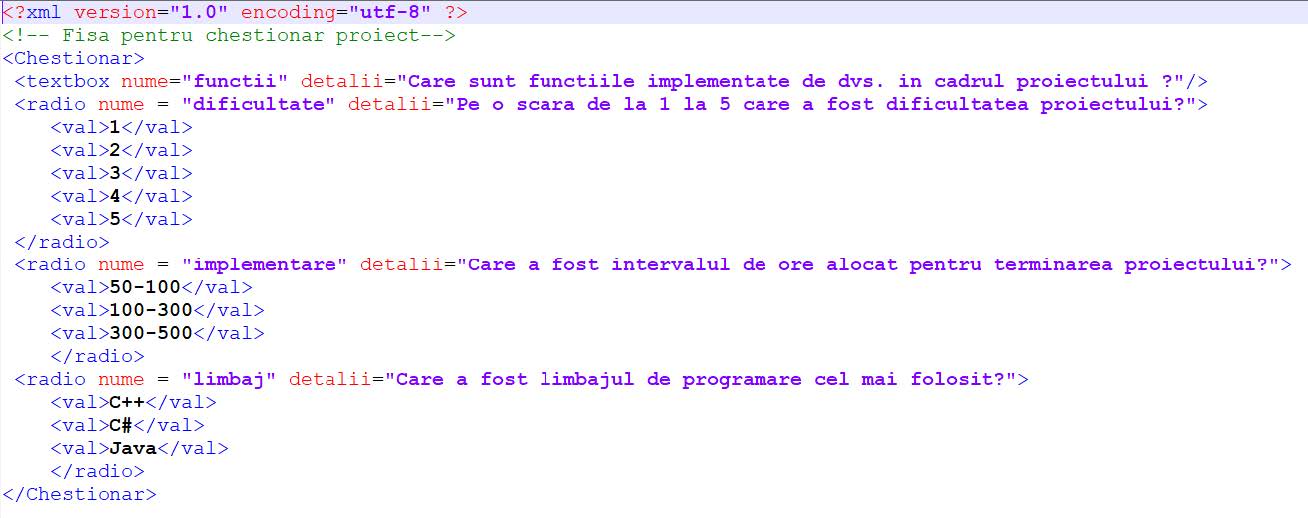 <?xml version="1.0" encoding="utf-8" ?>
<!-- Fisa pentru chestionar proiect-->
<Chestionar>
 <textbox nume="functii" detalii="Care sunt functiile implementate de dvs. in cadrul proiectului ?"/>
 <radio nume = "dificultate" detalii="Pe o scara de la 1 la 5 care a fost dificultatea proiectului?">
    <val>1</val>
    <val>2</val>
    <val>3</val>
    <val>4</val>
    <val>5</val>
 </radio>
 <radio nume = "implementare" detalii="Care a fost intervalul de ore alocat pentru terminarea proiectului?">
    <val>50-100</val>
    <val>100-300</val>
    <val>300-500</val>
    </radio>
 <radio nume = "limbaj" detalii="Care a fost limbajul de programare cel mai folosit?">
    <val>C++</val>
    <val>C#</val>
    <val>Java</val>
    </radio>
</Chestionar>